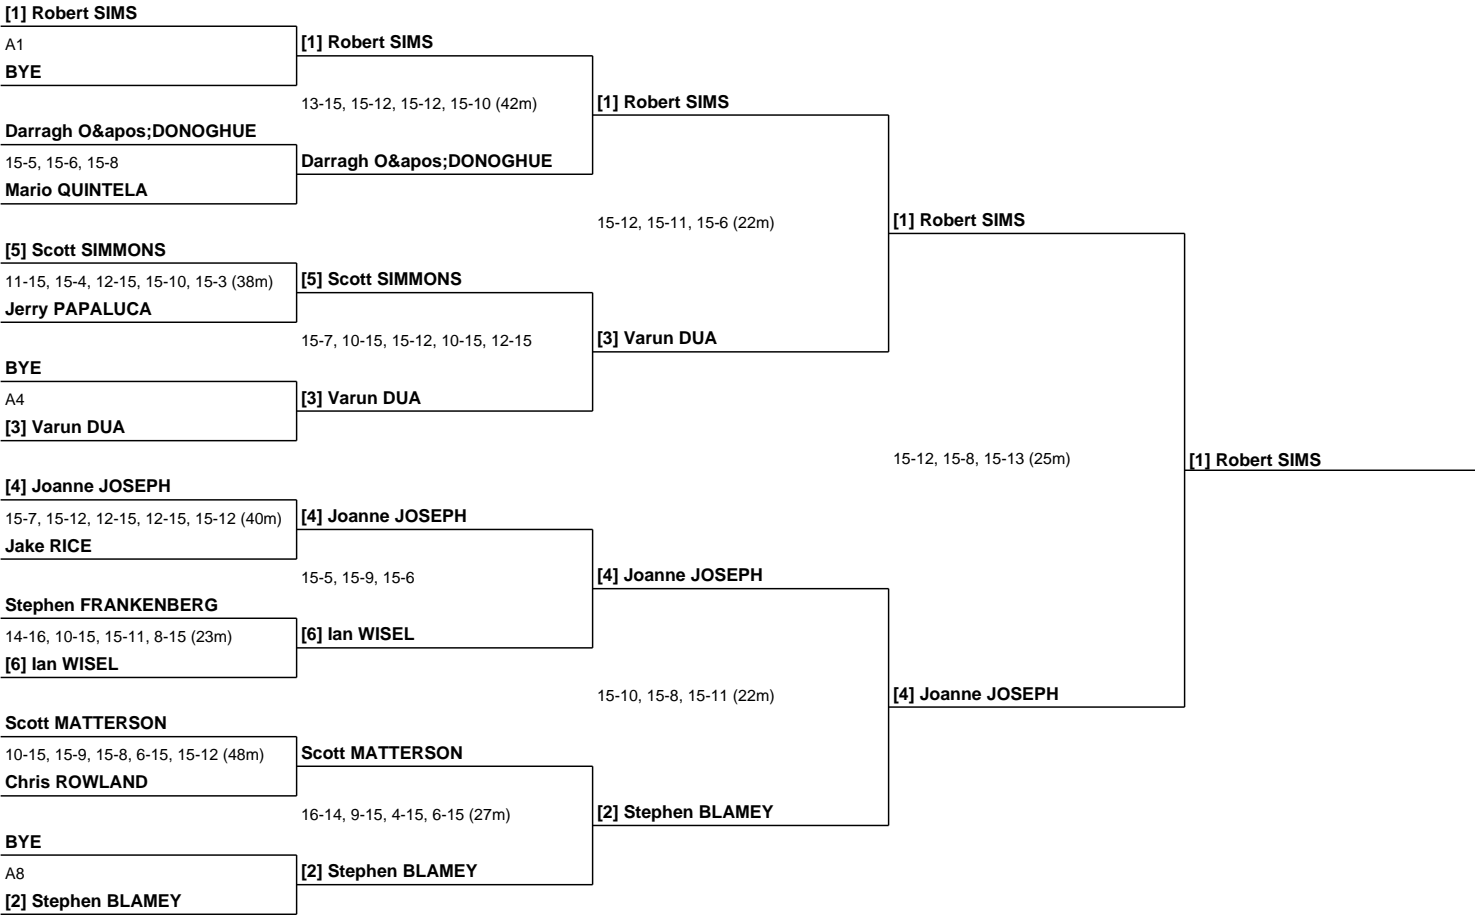 [1] Robert SIMS
A1
BYE
Darragh O&apos;DONOGHUE
15-5, 15-6, 15-8
Mario QUINTELA
[5] Scott SIMMONS
11-15, 15-4, 12-15, 15-10, 15-3 (38m)
Jerry PAPALUCA
BYE
A4
[3] Varun DUA
[4] Joanne JOSEPH
15-7, 15-12, 12-15, 12-15, 15-12 (40m)
Jake RICE
Stephen FRANKENBERG
14-16, 10-15, 15-11, 8-15 (23m)
[6] Ian WISEL
Scott MATTERSON
10-15, 15-9, 15-8, 6-15, 15-12 (48m)
Chris ROWLAND
BYE
A8
[2] Stephen BLAMEY
[1] Robert SIMS
13-15, 15-12, 15-12, 15-10 (42m)
Darragh O&apos;DONOGHUE
[5] Scott SIMMONS
15-7, 10-15, 15-12, 10-15, 12-15
[3] Varun DUA
[4] Joanne JOSEPH
15-5, 15-9, 15-6
[6] Ian WISEL
Scott MATTERSON
16-14, 9-15, 4-15, 6-15 (27m)
[2] Stephen BLAMEY
[1] Robert SIMS
15-12, 15-11, 15-6 (22m)
[3] Varun DUA
[4] Joanne JOSEPH
15-10, 15-8, 15-11 (22m)
[2] Stephen BLAMEY
[1] Robert SIMS
15-12, 15-8, 15-13 (25m)
[4] Joanne JOSEPH
[1] Robert SIMS